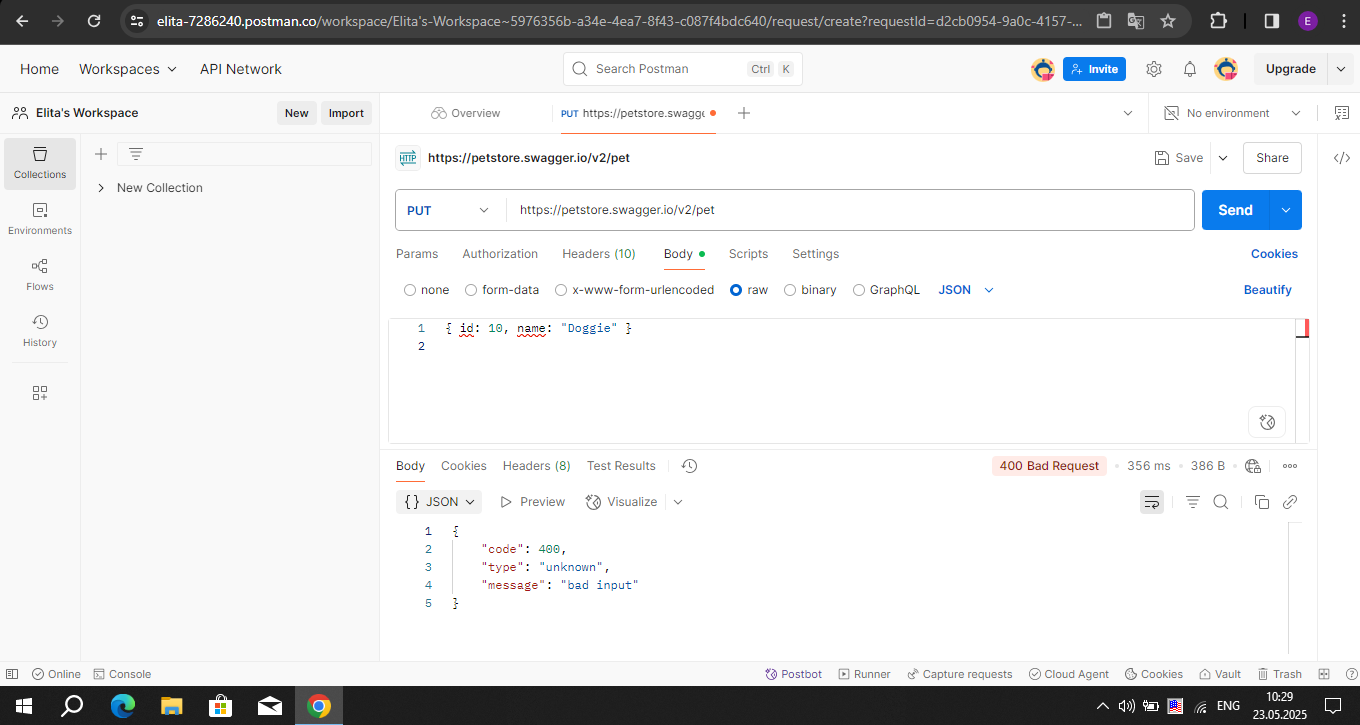 elita-7286240.postman.co/workspace/Elita's-Workspace~5976356b-a34e-4ea7-8f43-c087f4bdc640/request/create?requestId=d2cb0954-9a0c-4157-...
E
Home Workspaces API Network Search Postman Ctrl K Invite Upgrade
Elita's Workspace New Import Overview PUT https://petstore.swagge No environment
Collections
New Collection
Environments
Flows
History
HTTP https://petstore.swagger.io/v2/pet Save Share
PUT https://petstore.swagger.io/v2/pet Send
Params Authorization Headers (10) Body Scripts Settings Cookies
none form-data x-www-form-urlencoded raw binary GraphQL JSON Beautify
1 { id: 10, name: "Doggie" }
2
Body Cookies Headers (8) Test Results 400 Bad Request 356 ms 386 B
{} JSON Preview Visualize
1 {
2 "code": 400,
3 "type": "unknown",
4 "message": "bad input"
5 }
Online Console Postbot Runner Capture requests Cloud Agent Cookies Vault Trash
ENG 10:29
23.05.2025